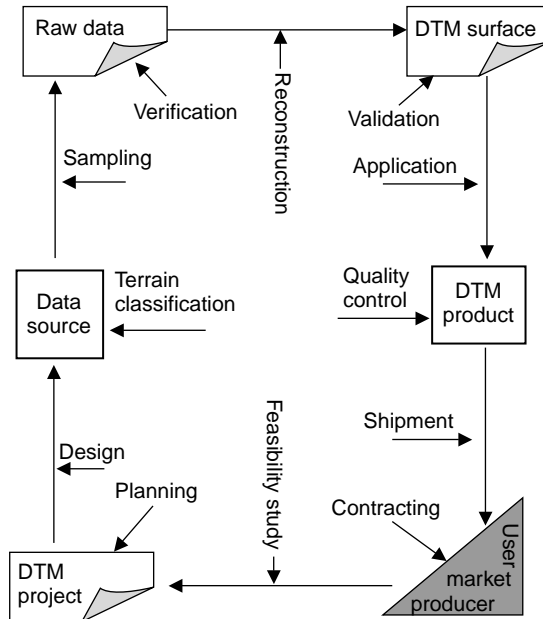 Raw data
DTM surface
Verification
Reconstruction
Validation
Sampling
Application
Data
source
Terrain
classification
Quality
control
DTM
product
Design
Planning
Feasibility study
Shipment
Contracting
DTM
project
User
market
producer